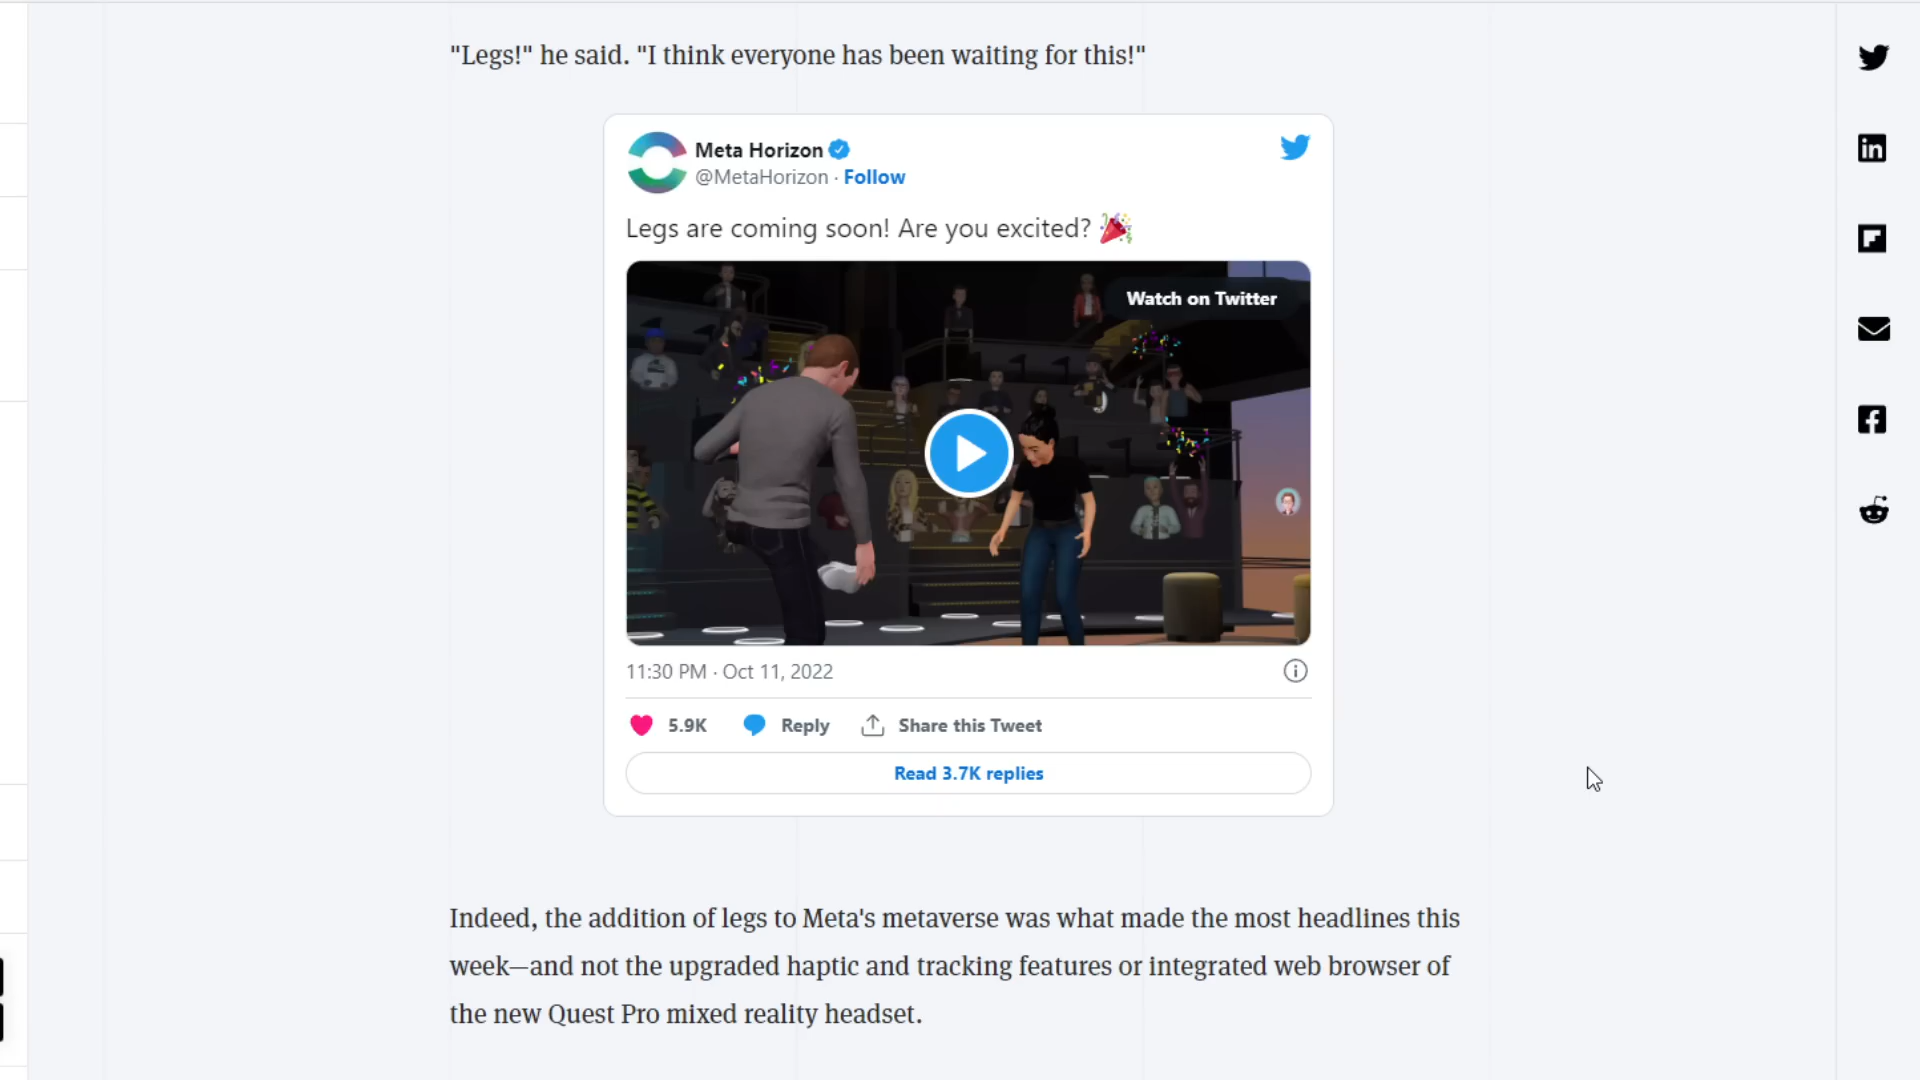 "Legs!" he said. "I think everyone has been waiting for this!"
Meta Horizon
@MetaHorizon · Follow
Legs are coming soon! Are you excited? 🎉
Watch on Twitter
11:30 PM · Oct 11, 2022
5.9K Reply Share this Tweet
Read 3.7K replies
Indeed, the addition of legs to Meta's metaverse was what made the most headlines this
week—and not the upgraded haptic and tracking features or integrated web browser of
the new Quest Pro mixed reality headset.